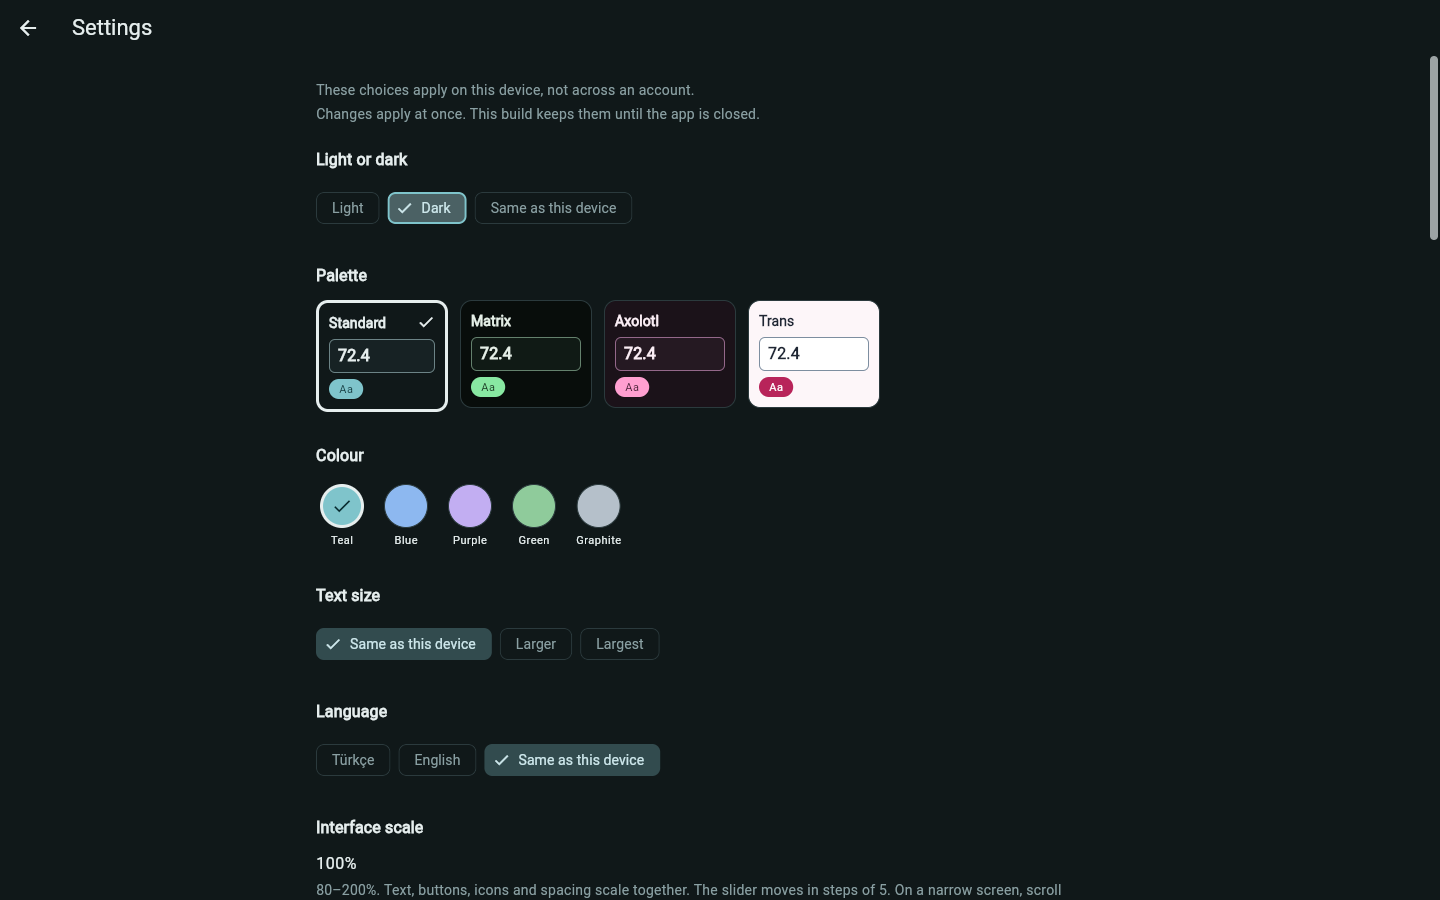 Settings
These choices apply on this device, not across an account.
Changes apply at once. This build keeps them until the app is closed.
Light or dark
Light
Dark
Same as this device
Palette
Standard
72.4
Aa
Matrix
72.4
Aa
Axolotl
72.4
Aa
Trans
72.4
Aa
Colour
Teal
Blue
Purple
Green
Graphite
Text size
Same as this device
Larger
Largest
Language
Türkçe
English
Same as this device
Interface scale
100%
80–200%. Text, buttons, icons and spacing scale together. The slider moves in steps of 5. On a narrow screen, scroll